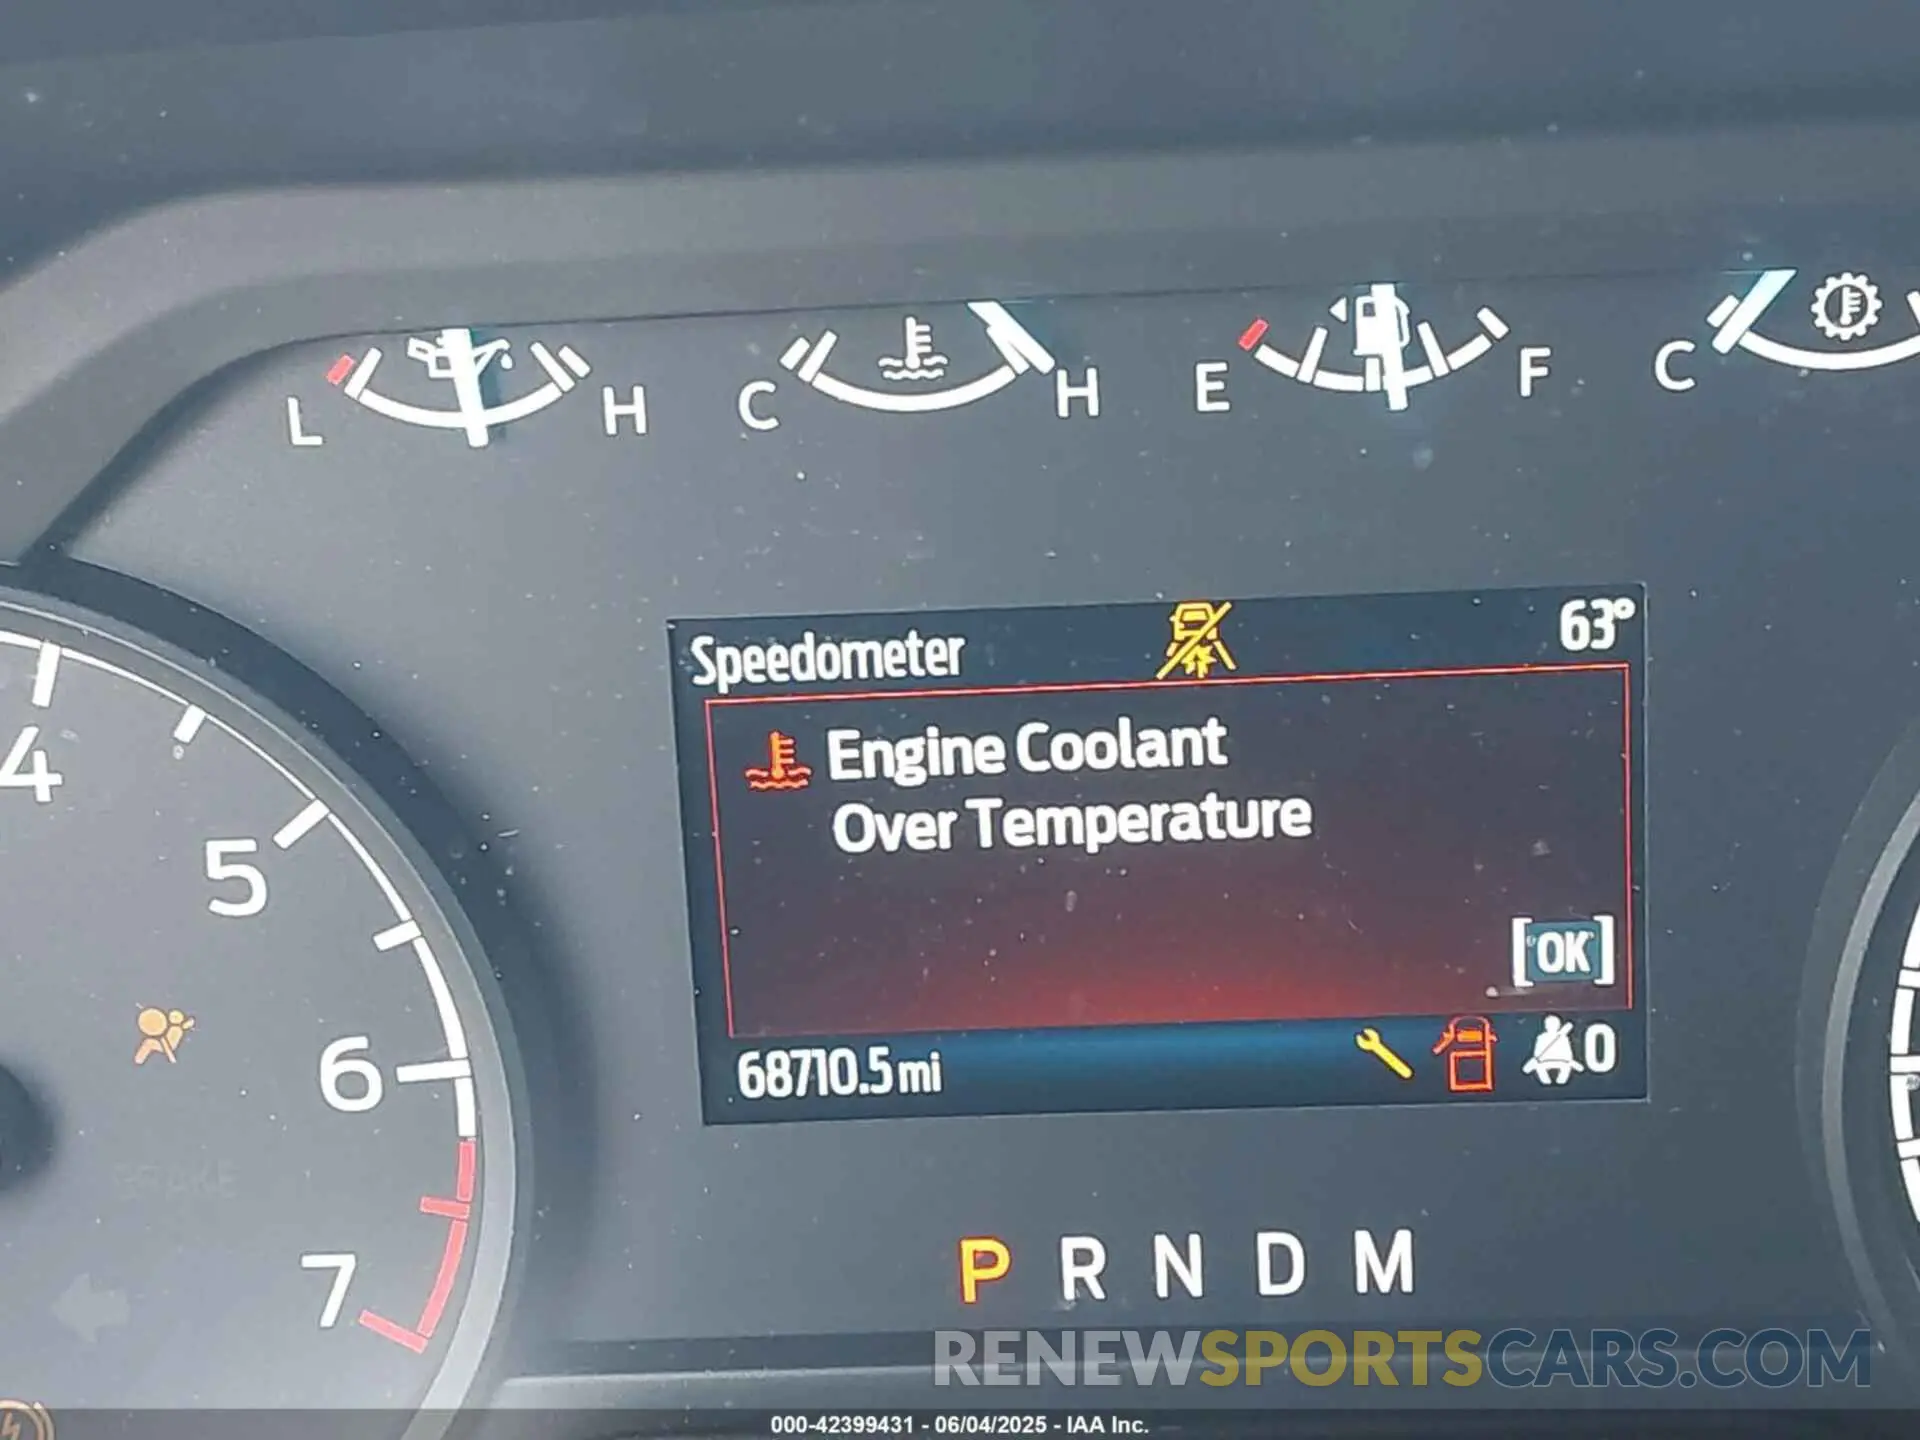 L H C H E F C
Speedometer 63°
Engine Coolant
Over Temperature
[OK]
68710.5 mi 0
4
5
6
7
BRAKE
P R N D M
RENEWSPORTSCARS.COM
000-42399431 - 06/04/2025 - IAA Inc.